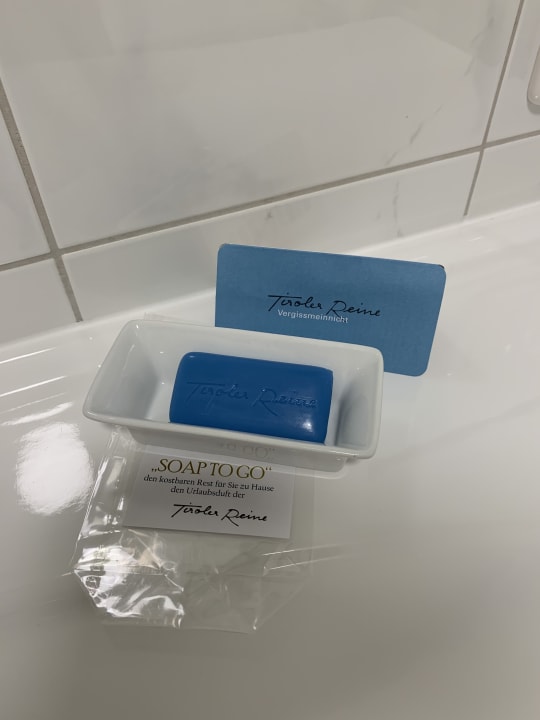 Tiroler Reine
Vergissmeinnicht
Tiroler Reine
„SOAP TO GO“
den kostbaren Rest für Sie zu Hause
den Urlaubsduft der
Tiroler Reine